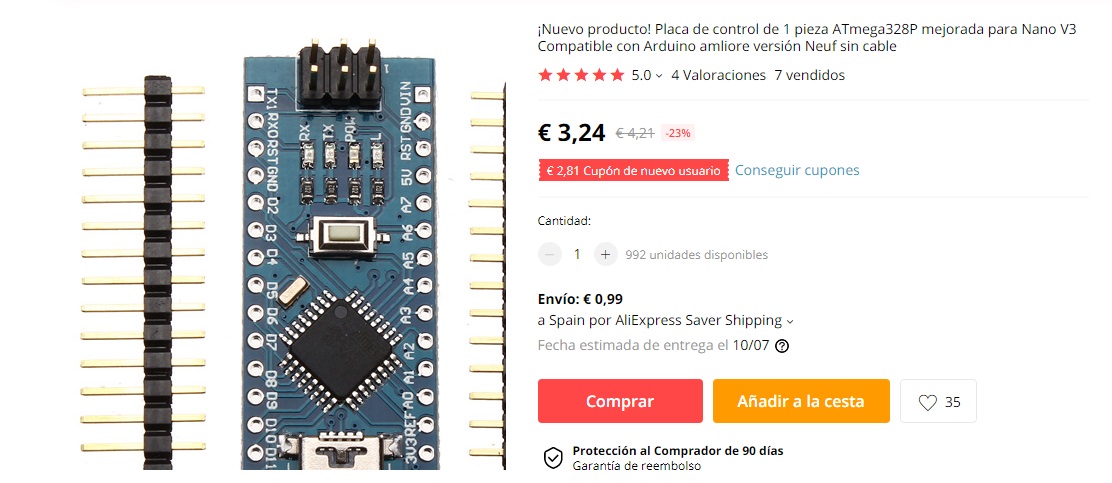 ¡Nuevo producto! Placa de control de 1 pieza ATmega328P mejorada para Nano V3
Compatible con Arduino amliore versión Neuf sin cable
5.0 4 Valoraciones 7 vendidos
€ 3,24 € 4,21 -23%
€ 2,81 Cupón de nuevo usuario Conseguir cupones
Cantidad:
1 992 unidades disponibles
Envío: € 0,99
a Spain por AliExpress Saver Shipping
Fecha estimada de entrega el 10/07
Comprar Añadir a la cesta 35
Protección al Comprador de 90 días
Garantía de reembolso
1
RX TX POW L
TX1 RX0 RST GND D2 D3 D4 D5 D6 D7 D8 D9 D10 D11
VIN GND RST 5V A7 A6 A5 A4 A3 A2 A1 A0 REF 3V3